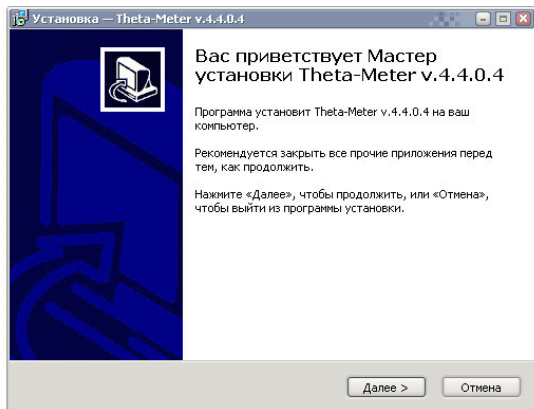 Установка — Theta-Meter v.4.4.0.4
Вас приветствует Мастер
установки Theta-Meter v.4.4.0.4
Программа установит Theta-Meter v.4.4.0.4 на ваш
компьютер.
Рекомендуется закрыть все прочие приложения перед
тем, как продолжить.
Нажмите «Далее», чтобы продолжить, или «Отмена»,
чтобы выйти из программы установки.
Далее >
Отмена